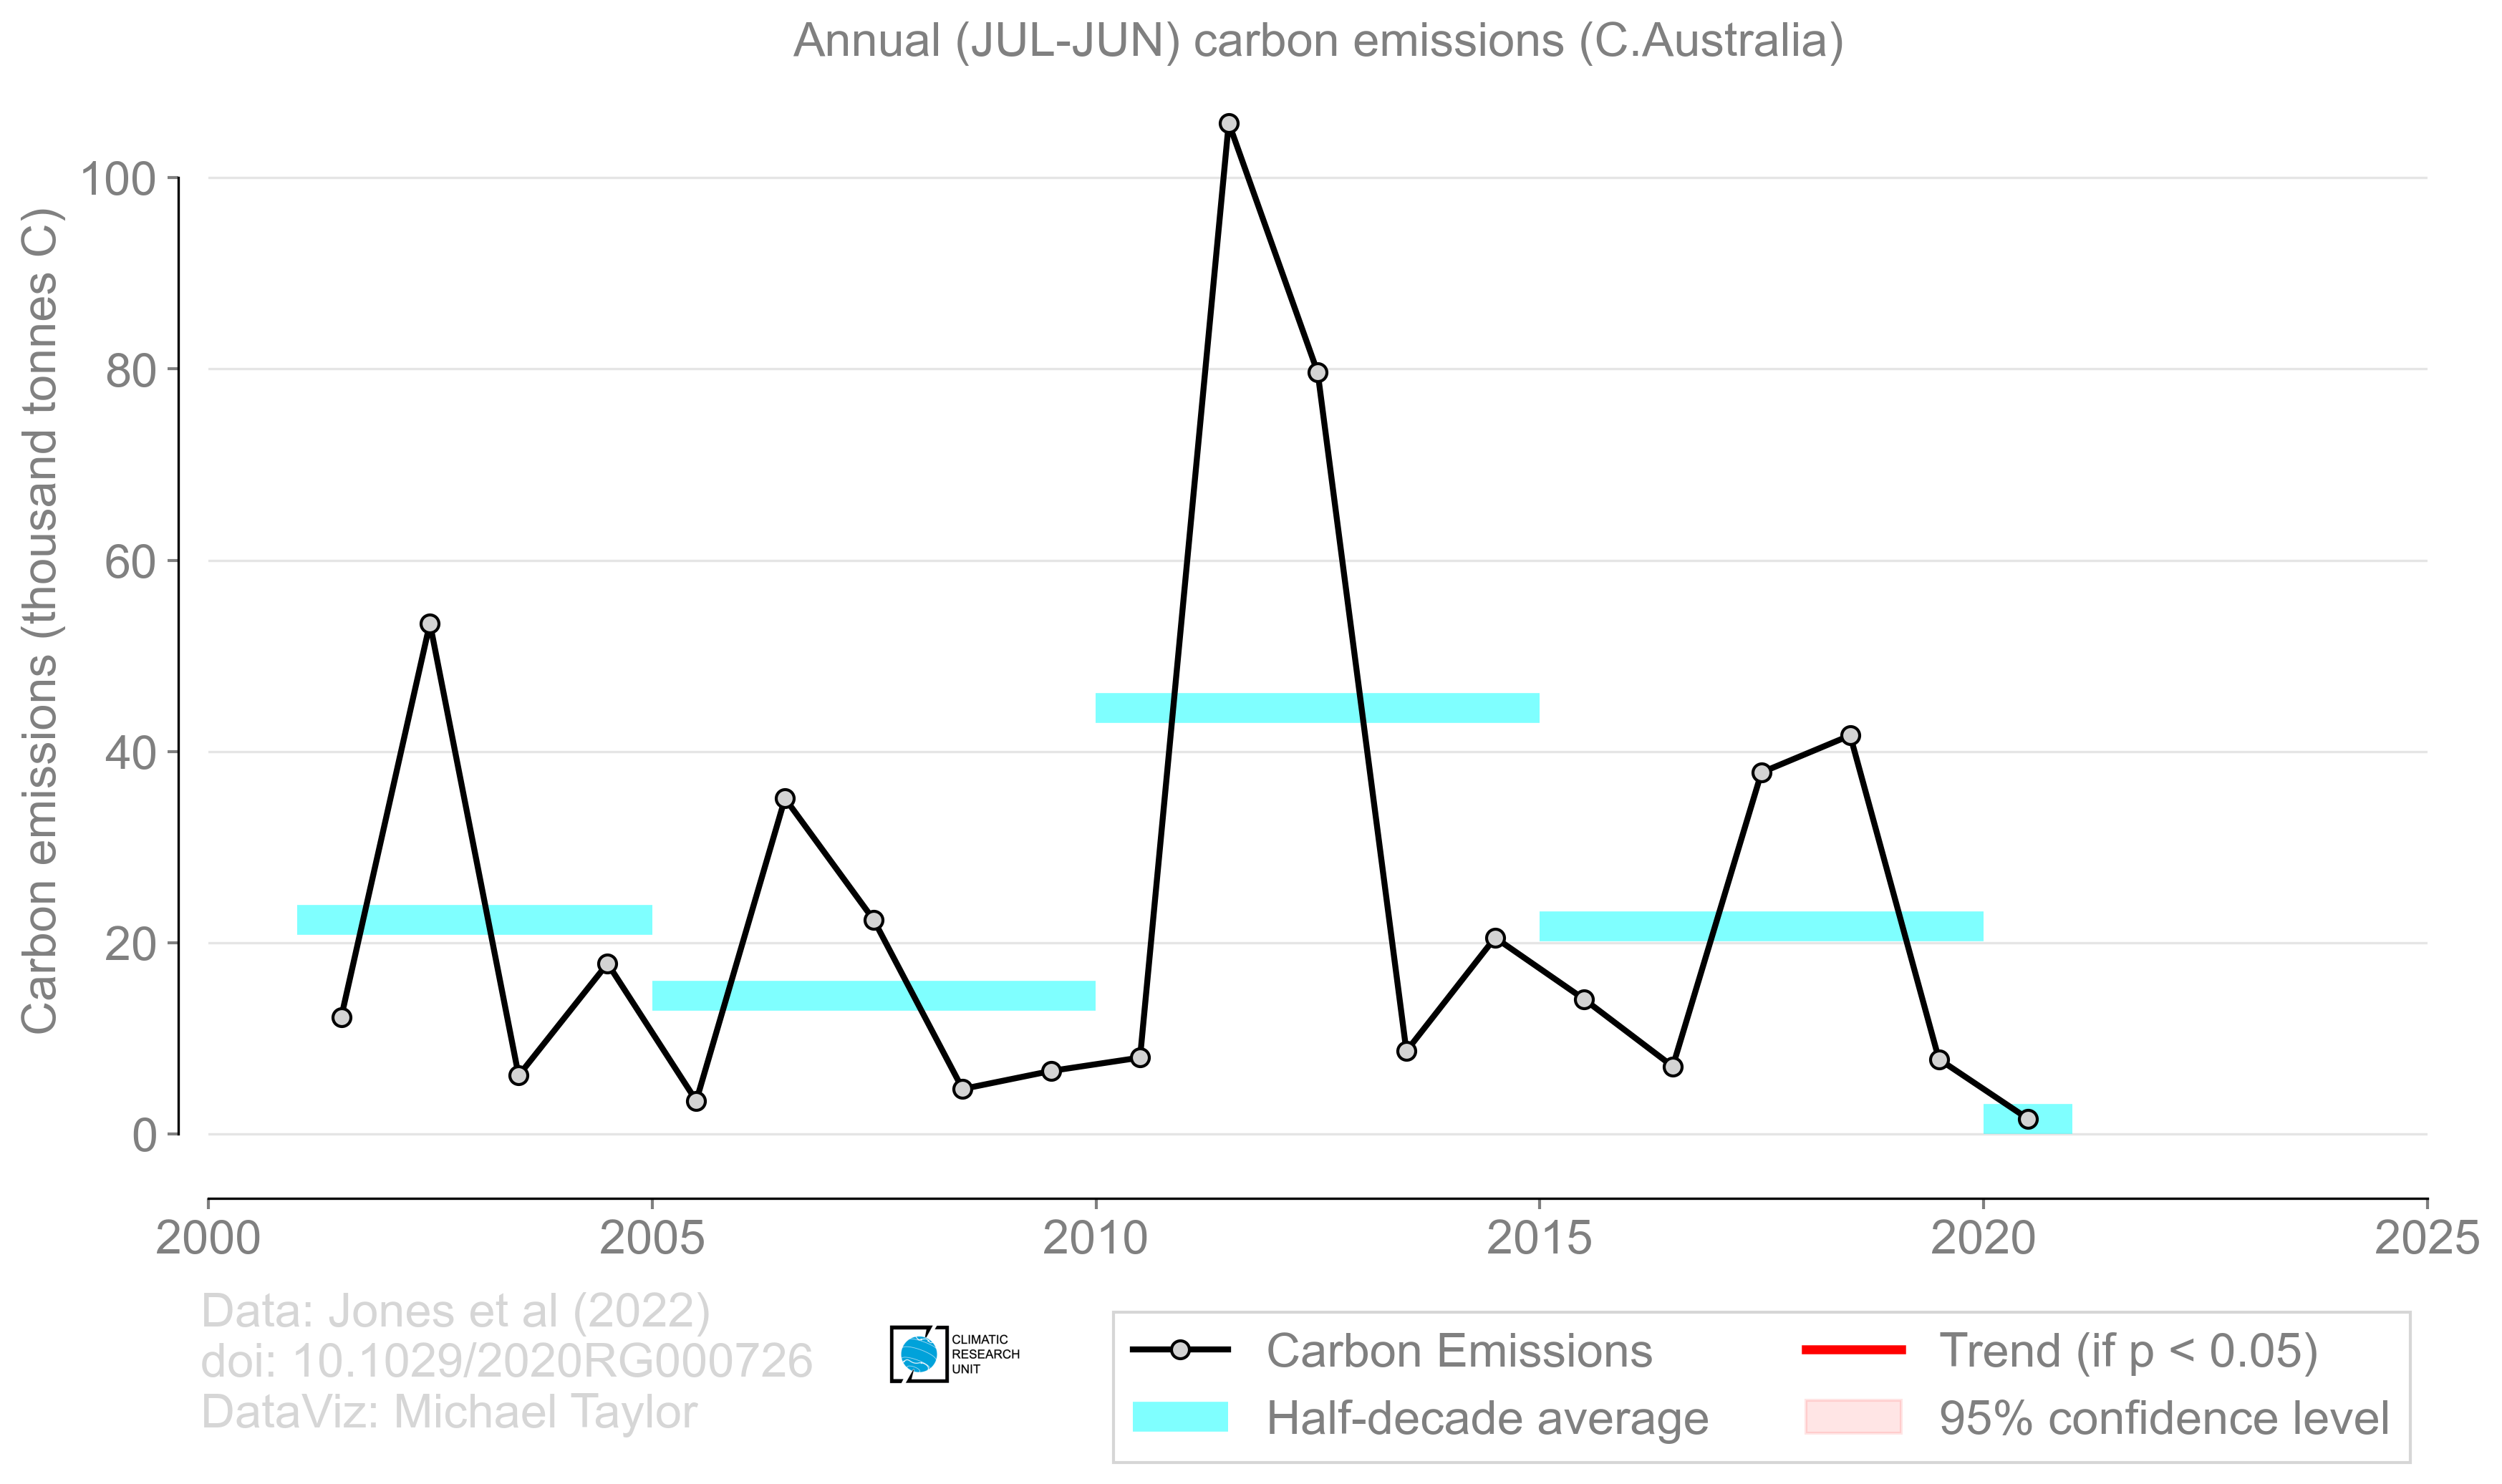 Annual (JUL-JUN) carbon emissions (C.Australia)
Carbon emissions (thousand tonnes C)
100
80
60
40
20
0
2000 2005 2010 2015 2020 2025
Data: Jones et al (2022)
doi: 10.1029/2020RG000726
DataViz: Michael Taylor
CLIMATIC
RESEARCH
UNIT
Carbon Emissions
Half-decade average
Trend (if p < 0.05)
95% confidence level